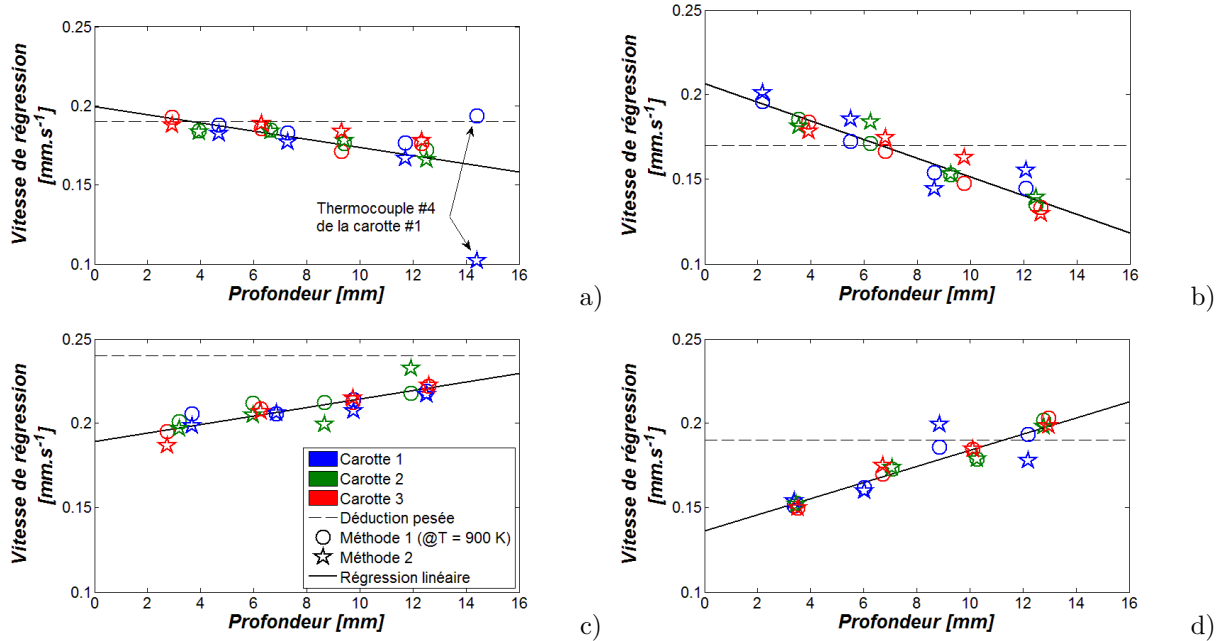 0.25
0.2
0.15
0.1
Vitesse de régression
[mm.s-1]
Thermocouple #4
de la carotte #1
0 2 4 6 8 10 12 14 16
Profondeur [mm]
a)
0.25
0.2
0.15
0.1
Vitesse de régression
[mm.s-1]
0 2 4 6 8 10 12 14 16
Profondeur [mm]
b)
0.25
0.2
0.15
0.1
Vitesse de régression
[mm.s-1]
Carotte 1
Carotte 2
Carotte 3
Déduction pesée
Méthode 1 (@T = 900 K)
Méthode 2
Régression linéaire
0 2 4 6 8 10 12 14 16
Profondeur [mm]
c)
0.25
0.2
0.15
0.1
Vitesse de régression
[mm.s-1]
0 2 4 6 8 10 12 14 16
Profondeur [mm]
d)